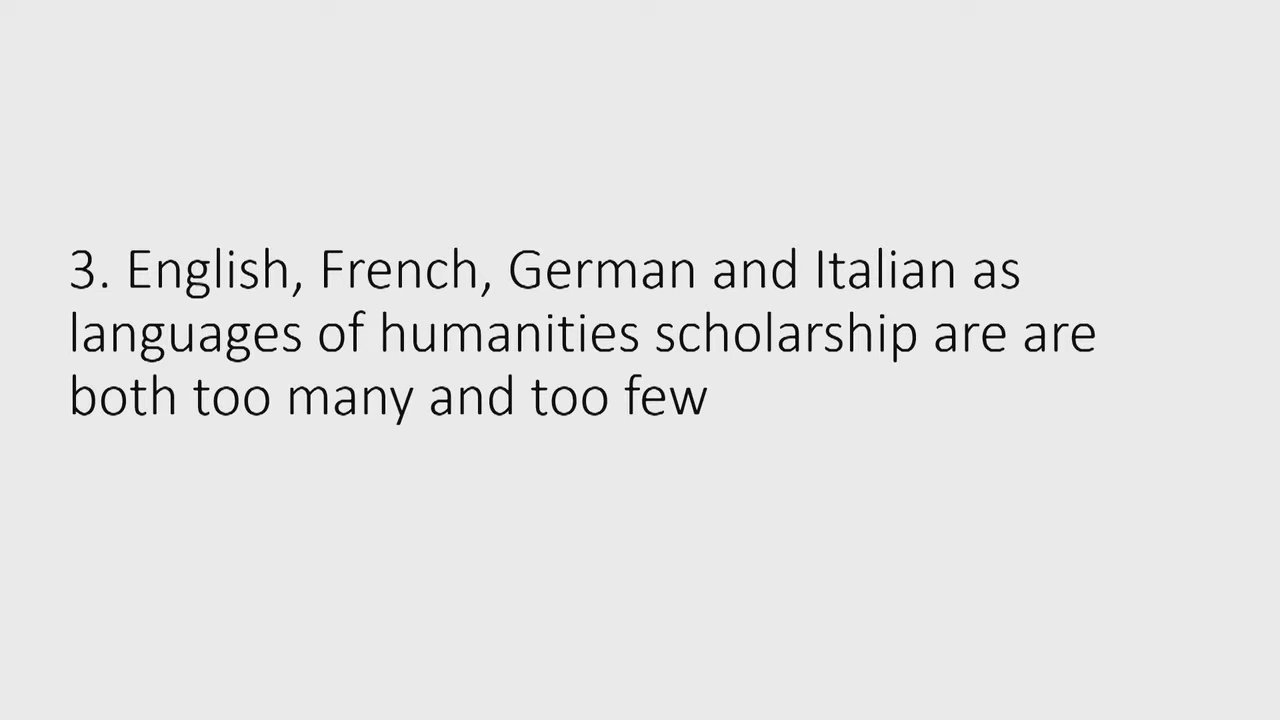 3. English, French, German and Italian as
languages of humanities scholarship are are
both too many and too few